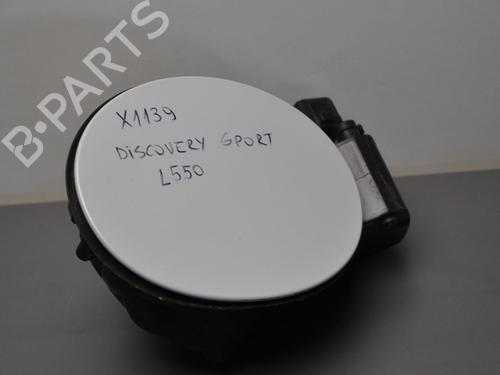 B-PARTS
X1139
DISCOVERY SPORT
L550